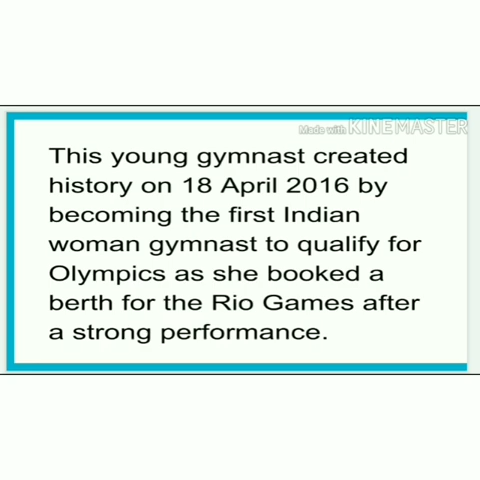 Made with KINEMASTER
This young gymnast created
history on 18 April 2016 by
becoming the first Indian
woman gymnast to qualify for
Olympics as she booked a
berth for the Rio Games after
a strong performance.